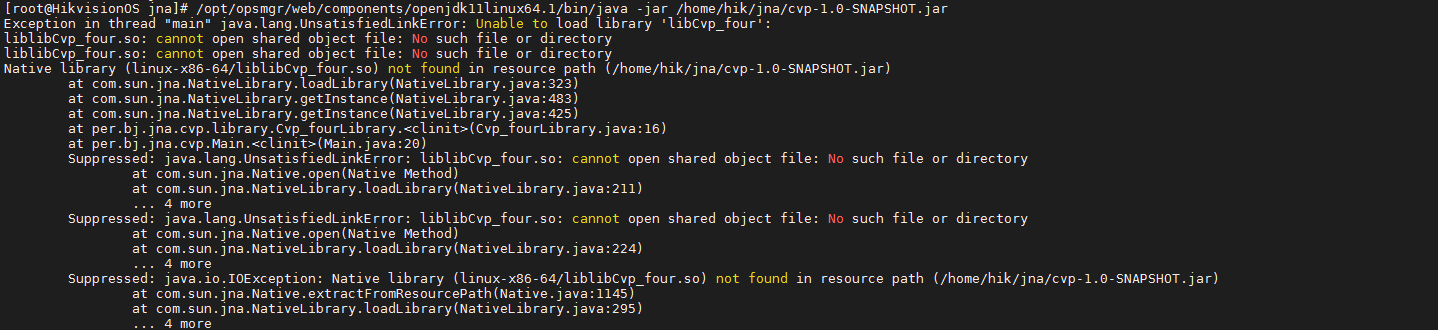 [root@HikvisionOS jna]# /opt/opsmgr/web/components/openjdk11linux64.1/bin/java -jar /home/hik/jna/cvp-1.0-SNAPSHOT.jar
Exception in thread "main" java.lang.UnsatisfiedLinkError: Unable to load library 'libCvp_four':
liblibCvp_four.so: cannot open shared object file: No such file or directory
liblibCvp_four.so: cannot open shared object file: No such file or directory
Native library (linux-x86-64/liblibCvp_four.so) not found in resource path (/home/hik/jna/cvp-1.0-SNAPSHOT.jar)
        at com.sun.jna.NativeLibrary.loadLibrary(NativeLibrary.java:323)
        at com.sun.jna.NativeLibrary.getInstance(NativeLibrary.java:483)
        at com.sun.jna.NativeLibrary.getInstance(NativeLibrary.java:425)
        at per.bj.jna.cvp.library.Cvp_fourLibrary.<clinit>(Cvp_fourLibrary.java:16)
        at per.bj.jna.cvp.Main.<clinit>(Main.java:20)
        Suppressed: java.lang.UnsatisfiedLinkError: liblibCvp_four.so: cannot open shared object file: No such file or directory
                at com.sun.jna.Native.open(Native Method)
                at com.sun.jna.NativeLibrary.loadLibrary(NativeLibrary.java:211)
                ... 4 more
        Suppressed: java.lang.UnsatisfiedLinkError: liblibCvp_four.so: cannot open shared object file: No such file or directory
                at com.sun.jna.Native.open(Native Method)
                at com.sun.jna.NativeLibrary.loadLibrary(NativeLibrary.java:224)
                ... 4 more
        Suppressed: java.io.IOException: Native library (linux-x86-64/liblibCvp_four.so) not found in resource path (/home/hik/jna/cvp-1.0-SNAPSHOT.jar)
                at com.sun.jna.Native.extractFromResourcePath(Native.java:1145)
                at com.sun.jna.NativeLibrary.loadLibrary(NativeLibrary.java:295)
                ... 4 more